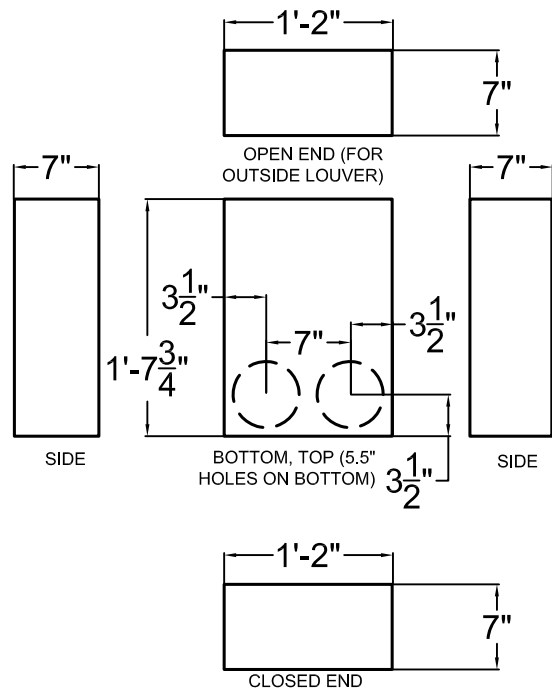 1'-2"
7"
OPEN END (FOR
OUTSIDE LOUVER)
7"
7"
3 1/2"
3 1/2"
7"
1'-7 3/4"
SIDE
BOTTOM, TOP (5.5"
HOLES ON BOTTOM)
3 1/2"
SIDE
1'-2"
7"
CLOSED END